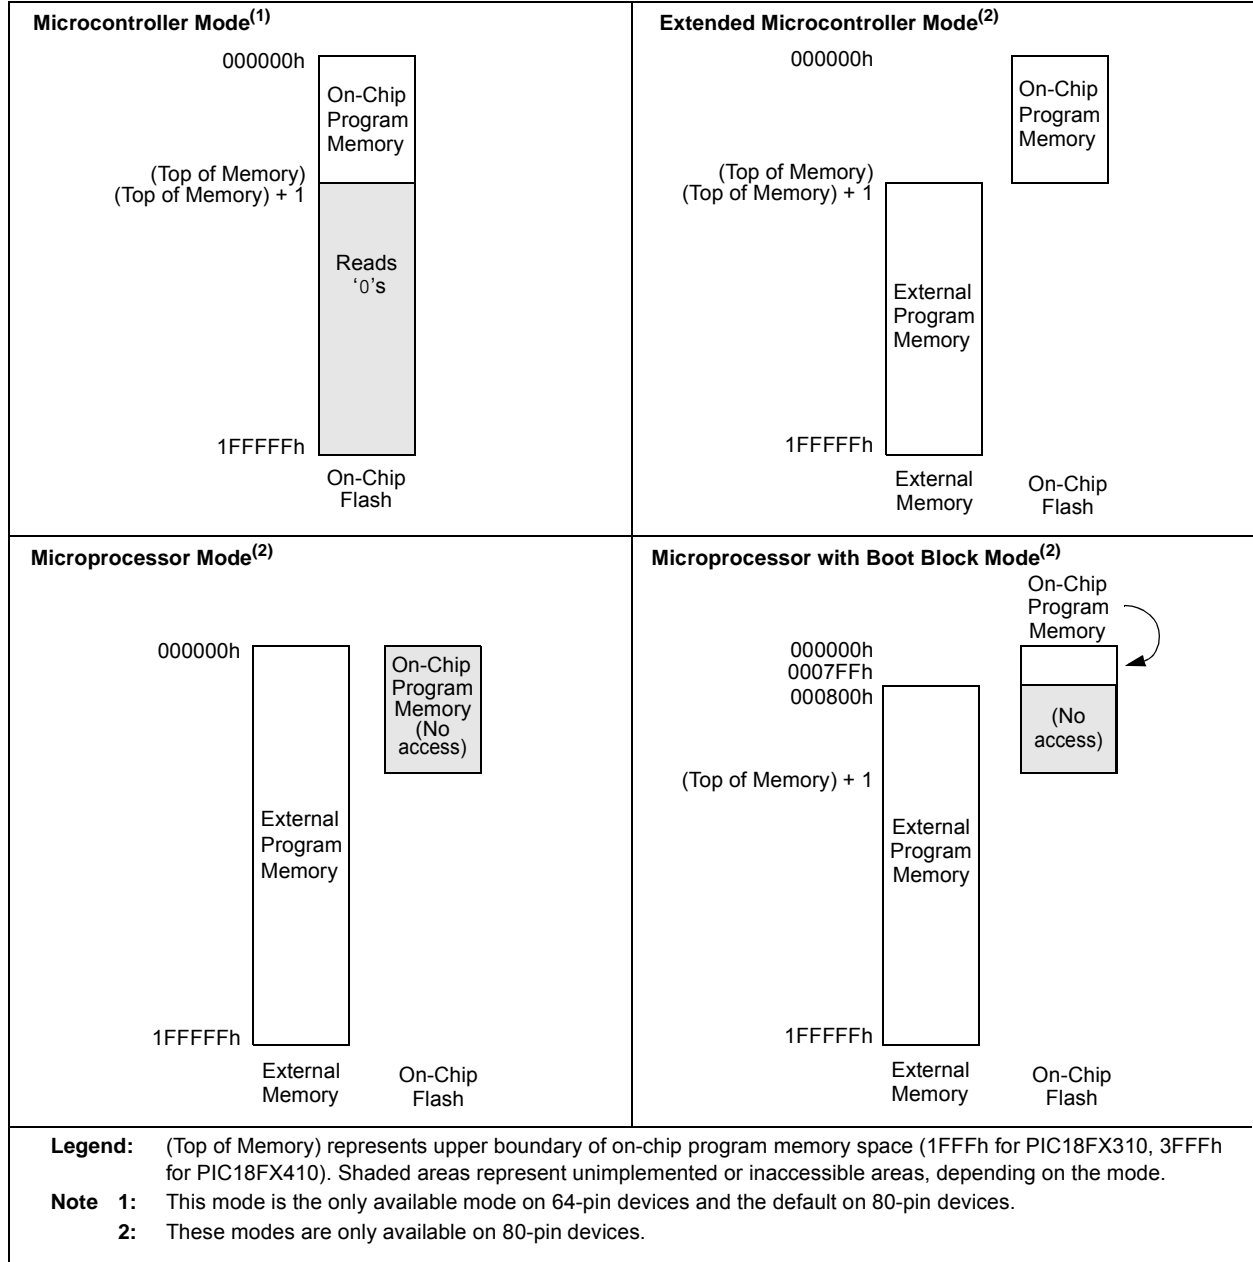 Microcontroller Mode(1)
000000h
On-Chip
Program
Memory
(Top of Memory)
(Top of Memory) + 1
Reads
‘0’s
1FFFFFh
On-Chip
Flash
Extended Microcontroller Mode(2)
000000h
On-Chip
Program
Memory
(Top of Memory)
(Top of Memory) + 1
External
Program
Memory
1FFFFFh
External
Memory
On-Chip
Flash
Microprocessor Mode(2)
000000h
On-Chip
Program
Memory
(No
access)
External
Program
Memory
1FFFFFh
External
Memory
On-Chip
Flash
Microprocessor with Boot Block Mode(2)
On-Chip
Program
Memory
000000h
0007FFh
000800h
(No
access)
(Top of Memory) + 1
External
Program
Memory
1FFFFFh
External
Memory
On-Chip
Flash
Legend: (Top of Memory) represents upper boundary of on-chip program memory space (1FFFh for PIC18FX310, 3FFFh
for PIC18FX410). Shaded areas represent unimplemented or inaccessible areas, depending on the mode.
Note 1: This mode is the only available mode on 64-pin devices and the default on 80-pin devices.
2: These modes are only available on 80-pin devices.